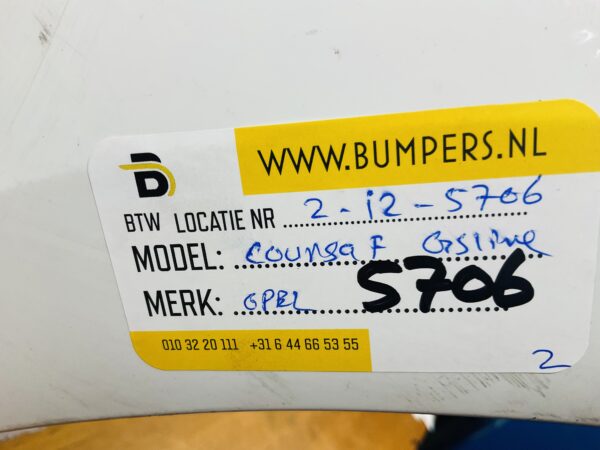 B
WWW.BUMPERS.NL
BTW LOCATIE NR 2-12-5706
MODEL: COURSA F GSLINE
MERK: OPEL 5706
010 32 20 111 +31 6 44 66 53 55
2